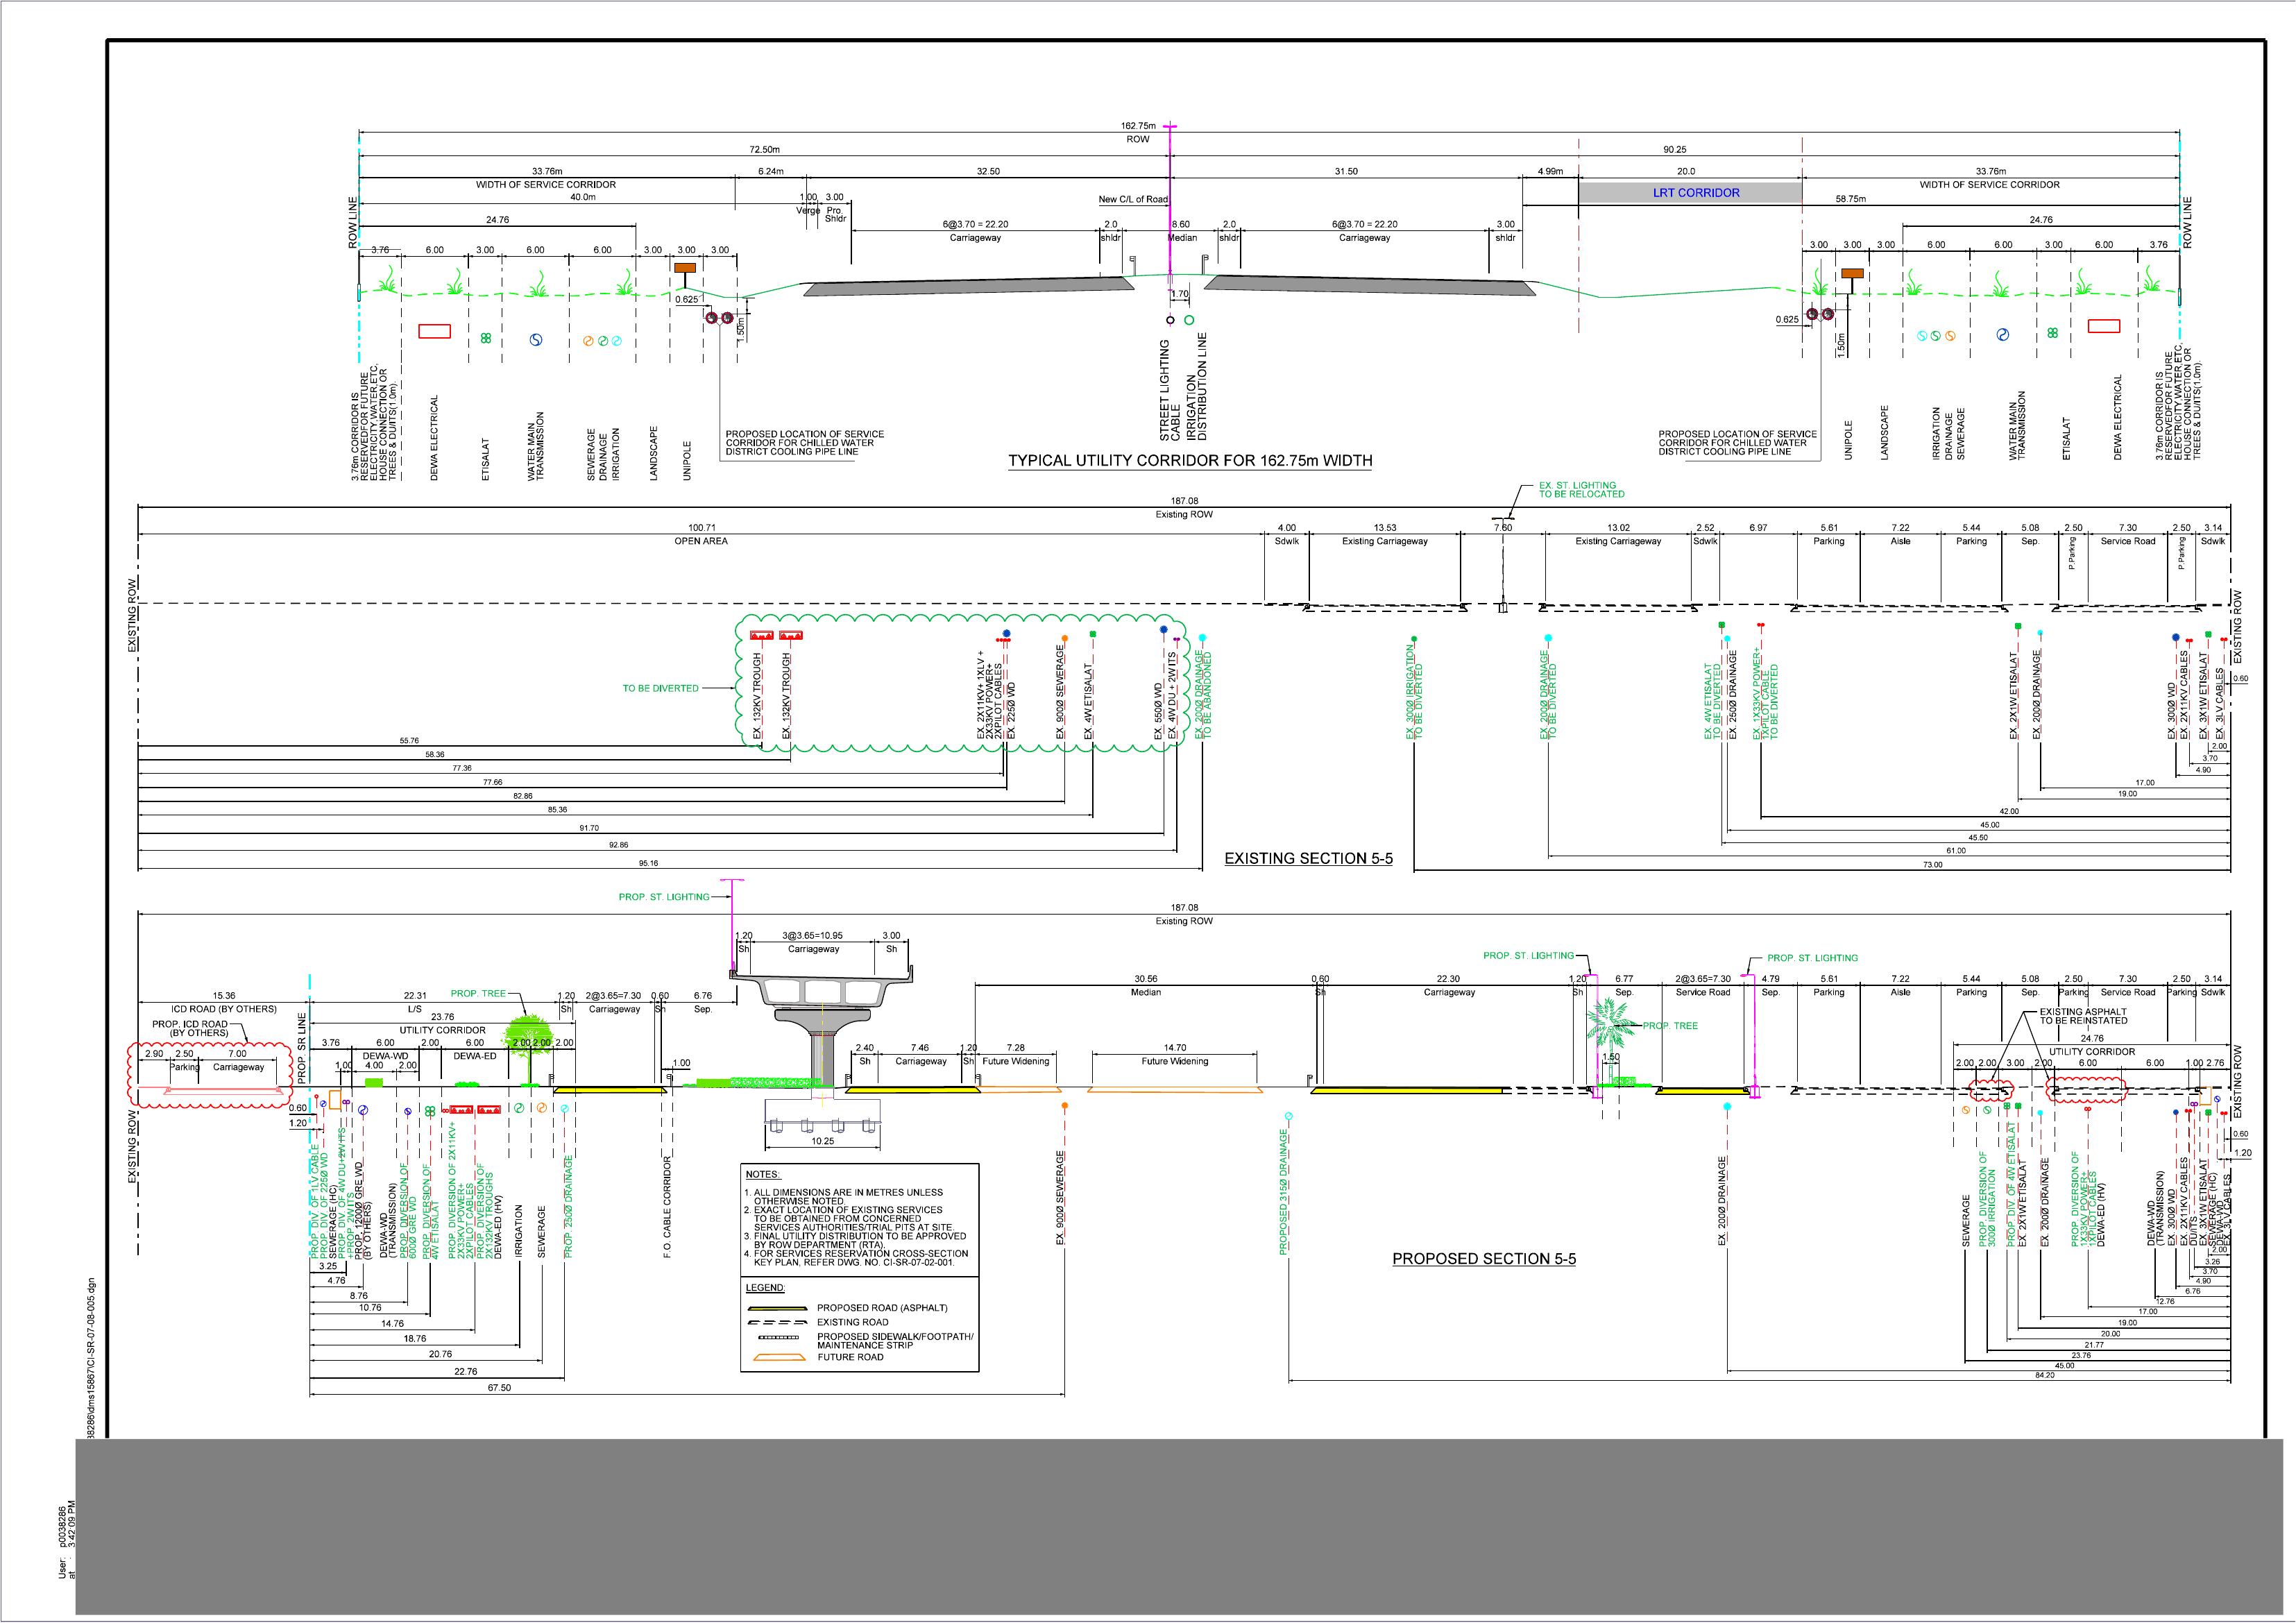 162.75m
ROW
72.50m
90.25
33.76m
6.24m
32.50
31.50
4.99m
20.0
33.76m
WIDTH OF SERVICE CORRIDOR
LRT CORRIDOR
WIDTH OF SERVICE CORRIDOR
40.0m
1.00
3.00
Verge
Pro.
Shldr
New C/L of Road
58.75m
24.76
6@3.70 = 22.20
2.0
8.60
2.0
6@3.70 = 22.20
3.00
24.76
Carriageway
shldr
Median
shldr
Carriageway
shldr
ROW LINE
ROW LINE
3.76
6.00
3.00
6.00
6.00
3.00
3.00
3.00
3.00
3.00
3.00
6.00
6.00
3.00
6.00
3.76
0.625
1.50m
1.70
0.625
1.50m
3.76m CORRIDOR IS
RESERVEDFOR FUTURE
ELECTRICITY,WATER,ETC,
HOUSE CONNECTION OR
TREES & DUITS(1.0m).
DEWA ELECTRICAL
ETISALAT
WATER MAIN
TRANSMISSION
SEWERAGE
DRAINAGE
IRRIGATION
LANDSCAPE
UNIPOLE
PROPOSED LOCATION OF SERVICE
CORRIDOR FOR CHILLED WATER
DISTRICT COOLING PIPE LINE
STREET LIGHTING
CABLE
IRRIGATION
DISTRIBUTION LINE
PROPOSED LOCATION OF SERVICE
CORRIDOR FOR CHILLED WATER
DISTRICT COOLING PIPE LINE
UNIPOLE
LANDSCAPE
IRRIGATION
DRAINAGE
SEWERAGE
WATER MAIN
TRANSMISSION
ETISALAT
DEWA ELECTRICAL
3.76m CORRIDOR IS
RESERVEDFOR FUTURE
ELECTRICITY,WATER,ETC,
HOUSE CONNECTION OR
TREES & DUITS(1.0m).
TYPICAL UTILITY CORRIDOR FOR 162.75m WIDTH
EX. ST. LIGHTING
TO BE RELOCATED
187.08
Existing ROW
100.71
4.00
13.53
7.60
13.02
2.52
6.97
5.61
7.22
5.44
5.08
2.50
7.30
2.50
3.14
OPEN AREA
Sdwlk
Existing Carriageway
Existing Carriageway
Sdwlk
Parking
Aisle
Parking
Sep.
P.Parking
Service Road
P.Parking
Sdwlk
EXISTING ROW
EXISTING ROW
TO BE DIVERTED
EX. 132KV TROUGH
EX. 132KV TROUGH
EX. 2X11KV+ 1XLV +
2X33KV POWER+
2XPILOT CABLES
EX. 225Ø WD
EX. 900Ø SEWERAGE
EX. 4W ETISALAT
EX. 550Ø WD
EX. 4W DU + 2WITS
EX. 200Ø DRAINAGE
TO BE ABANDONED
EX. 300Ø IRRIGATION
TO BE DIVERTED
EX. 200Ø DRAINAGE
TO BE DIVERTED
EX. 4W ETISALAT
TO BE DIVERTED
EX. 250Ø DRAINAGE
EX. 1X33KV POWER+
1XPILOT CABLE
TO BE DIVERTED
EX. 2X1W ETISALAT
EX. 200Ø DRAINAGE
EX. 300Ø WD
EX. 2X11KV CABLES
EX. 3X1W ETISALAT
EX. 3LV CABLES
0.60
55.76
58.36
77.36
77.66
82.86
85.36
91.70
92.86
95.16
2.00
3.70
4.90
17.00
19.00
42.00
45.00
45.50
61.00
73.00
EXISTING SECTION 5-5
PROP. ST. LIGHTING
187.08
Existing ROW
1.20
3@3.65=10.95
3.00
Sh
Carriageway
Sh
PROP. ST. LIGHTING
PROP. ST. LIGHTING
15.36
22.31
PROP. TREE
1.20
2@3.65=7.30
0.60
6.76
30.56
0.60
22.30
1.20
6.77
2@3.65=7.30
4.79
5.61
7.22
5.44
5.08
2.50
7.30
2.50
3.14
ICD ROAD (BY OTHERS)
L/S
Sh
Carriageway
Sh
Sep.
Median
Sh
Carriageway
Sh
Sep.
Service Road
Sep.
Parking
Aisle
Parking
Sep.
Parking
Service Road
Parking
Sdwlk
PROP. ICD ROAD
(BY OTHERS)
PROP. SR LINE
23.76
UTILITY CORRIDOR
PROP. TREE
EXISTING ASPHALT
TO BE REINSTATED
24.76
UTILITY CORRIDOR
2.90
2.50
7.00
Parking
Carriageway
3.76
6.00
2.00
6.00
2.00
2.00
2.00
DEWA-WD
DEWA-ED
1.00
4.00
2.00
1.00
2.40
7.46
1.20
7.28
14.70
Sh
Carriageway
Sh
Future Widening
Future Widening
1.50
2.00
2.00
3.00
2.00
6.00
6.00
1.00
2.76
EXISTING ROW
EXISTING ROW
0.60
1.20
10.25
0.60
1.20
PROP. DIV. OF 1LV CABLE
PROP. DIV. OF 225Ø WD
SEWERAGE (HC)
PROP. DIV. OF 4W DU+2WITS
+PROP. 2WITS
PROP. 1200Ø GRE WD
(BY OTHERS)
DEWA-WD
(TRANSMISSION)
PROP. DIVERSION OF
600Ø GRE WD
PROP. DIVERSION OF
4W ETISALAT
PROP. DIVERSION OF 2X11KV+
2X33KV POWER+
2XPILOT CABLES
PROP. DIVERSION OF
2X132KV TROUGHS
DEWA-ED (HV)
IRRIGATION
SEWERAGE
PROP. 250Ø DRAINAGE
F.O. CABLE CORRIDOR
EX. 900Ø SEWERAGE
PROPOSED 315Ø DRAINAGE
EX. 200Ø DRAINAGE
SEWERAGE
PROP. DIVERSION OF
300Ø IRRIGATION
PROP. DIV. OF 4W ETISALAT
EX. 2X1W ETISALAT
EX. 200Ø DRAINAGE
PROP. DIVERSION OF
1X33KV POWER+
1XPILOT CABLES
DEWA-ED (HV)
DEWA-WD
(TRANSMISSION)
EX. 300Ø WD
EX. 2X11KV CABLES
DUITS
EX. 3X1W ETISALAT
SEWERAGE (HC)
DEWA-WD
EX. 3LV CABLES
3.25
4.76
8.76
10.76
14.76
18.76
20.76
22.76
67.50
2.00
3.26
3.70
4.90
6.76
12.76
17.00
19.00
20.00
21.77
23.76
45.00
84.20
PROPOSED SECTION 5-5
NOTES:
1. ALL DIMENSIONS ARE IN METRES UNLESS
OTHERWISE NOTED.
2. EXACT LOCATION OF EXISTING SERVICES
TO BE OBTAINED FROM CONCERNED
SERVICES AUTHORITIES/TRIAL PITS AT SITE.
3. FINAL UTILITY DISTRIBUTION TO BE APPROVED
BY ROW DEPARTMENT (RTA).
4. FOR SERVICES RESERVATION CROSS-SECTION
KEY PLAN, REFER DWG. NO. CI-SR-07-02-001.
LEGEND:
PROPOSED ROAD (ASPHALT)
EXISTING ROAD
PROPOSED SIDEWALK/FOOTPATH/
MAINTENANCE STRIP
FUTURE ROAD
38286\dms15867\CI-SR-07-08-005.dgn
User: p0038286
at : 3:42:09 PM